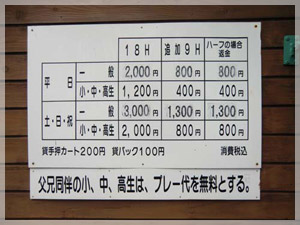 18H 追加9H ハーフの場合返金
平日 一般 2,000円 800円 800円
小・中・高生 1,200円 400円 400円
土・日・祝 一般 3,000円 1,300円 1,300円
小・中・高生 2,000円 800円 800円
貸手押カート200円 貸バック100円 消費税込
父兄同伴の小、中、高生は、プレー代を無料とする。